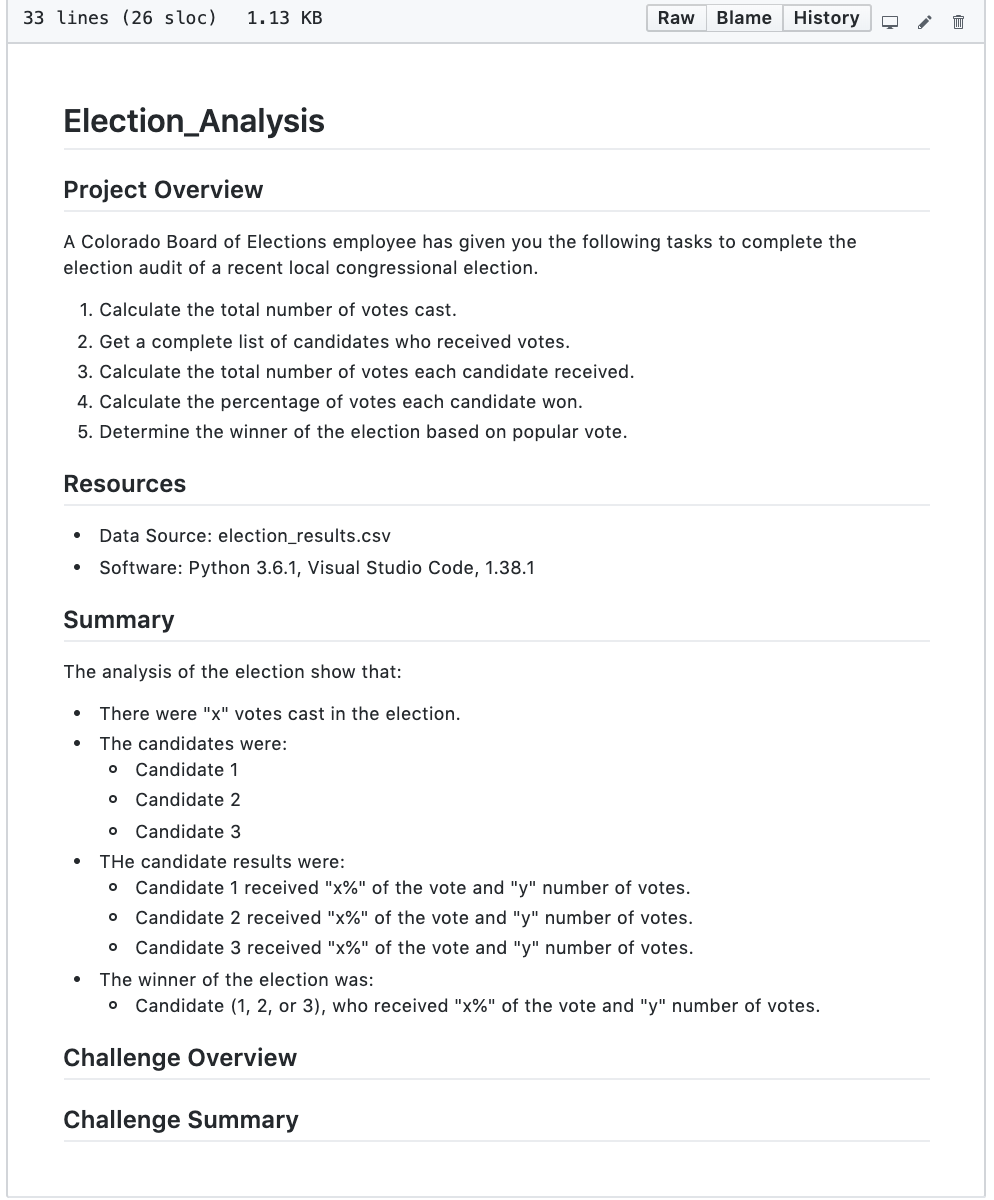 33 lines (26 sloc) 1.13 KB
Raw Blame History
Election_Analysis
Project Overview
A Colorado Board of Elections employee has given you the following tasks to complete the
election audit of a recent local congressional election.
1. Calculate the total number of votes cast.
2. Get a complete list of candidates who received votes.
3. Calculate the total number of votes each candidate received.
4. Calculate the percentage of votes each candidate won.
5. Determine the winner of the election based on popular vote.
Resources
• Data Source: election_results.csv
• Software: Python 3.6.1, Visual Studio Code, 1.38.1
Summary
The analysis of the election show that:
• There were "x" votes cast in the election.
• The candidates were:
○ Candidate 1
○ Candidate 2
○ Candidate 3
• THe candidate results were:
○ Candidate 1 received "x%" of the vote and "y" number of votes.
○ Candidate 2 received "x%" of the vote and "y" number of votes.
○ Candidate 3 received "x%" of the vote and "y" number of votes.
• The winner of the election was:
○ Candidate (1, 2, or 3), who received "x%" of the vote and "y" number of votes.
Challenge Overview
Challenge Summary